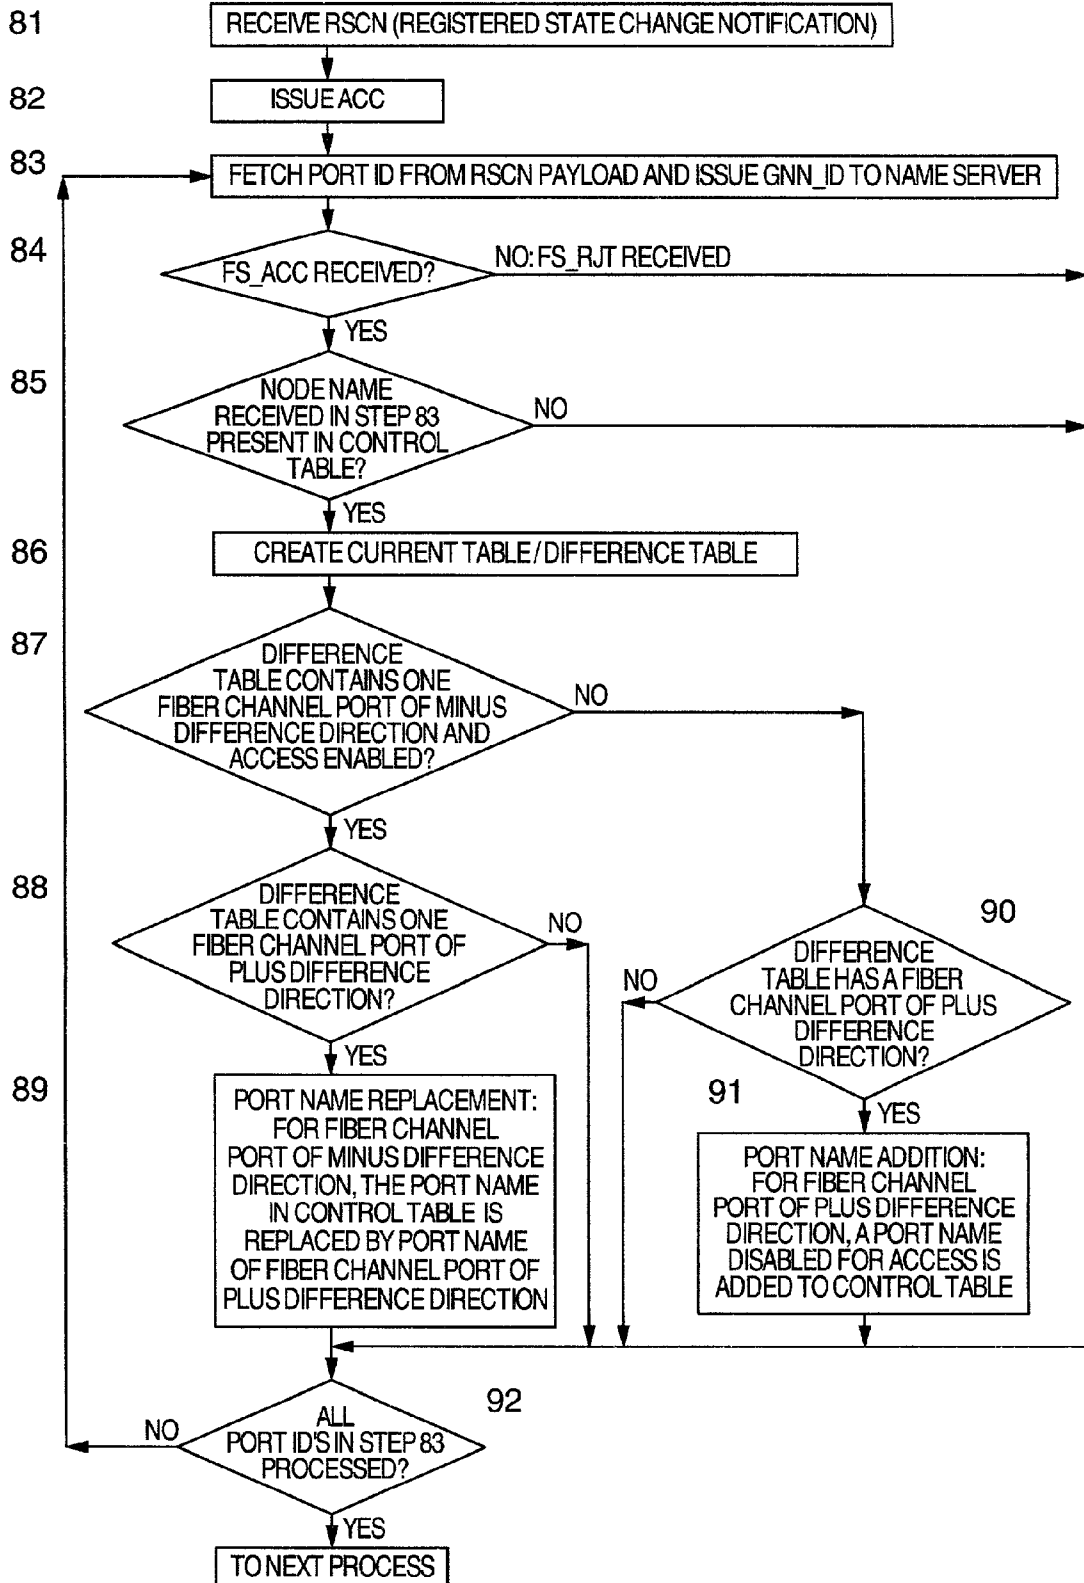 81
RECEIVE RSCN (REGISTERED STATE CHANGE NOTIFICATION)
82
ISSUE ACC
83
FETCH PORT ID FROM RSCN PAYLOAD AND ISSUE GNN_ID TO NAME SERVER
84
FS_ACC RECEIVED?
NO: FS_RJT RECEIVED
YES
85
NODE NAME
RECEIVED IN STEP 83
PRESENT IN CONTROL
TABLE?
NO
YES
86
CREATE CURRENT TABLE / DIFFERENCE TABLE
87
DIFFERENCE
TABLE CONTAINS ONE
FIBER CHANNEL PORT OF MINUS
DIFFERENCE DIRECTION AND
ACCESS ENABLED?
NO
YES
88
DIFFERENCE
TABLE CONTAINS ONE
FIBER CHANNEL PORT OF
PLUS DIFFERENCE
DIRECTION?
NO
YES
90
DIFFERENCE
TABLE HAS A FIBER
CHANNEL PORT OF PLUS
DIFFERENCE
DIRECTION?
NO
YES
89
PORT NAME REPLACEMENT:
FOR FIBER CHANNEL
PORT OF MINUS DIFFERENCE
DIRECTION, THE PORT NAME
IN CONTROL TABLE IS
REPLACED BY PORT NAME
OF FIBER CHANNEL PORT OF
PLUS DIFFERENCE DIRECTION
91
PORT NAME ADDITION:
FOR FIBER CHANNEL
PORT OF PLUS DIFFERENCE
DIRECTION, A PORT NAME
DISABLED FOR ACCESS IS
ADDED TO CONTROL TABLE
92
ALL
PORT ID'S IN STEP 83
PROCESSED?
NO
YES
TO NEXT PROCESS